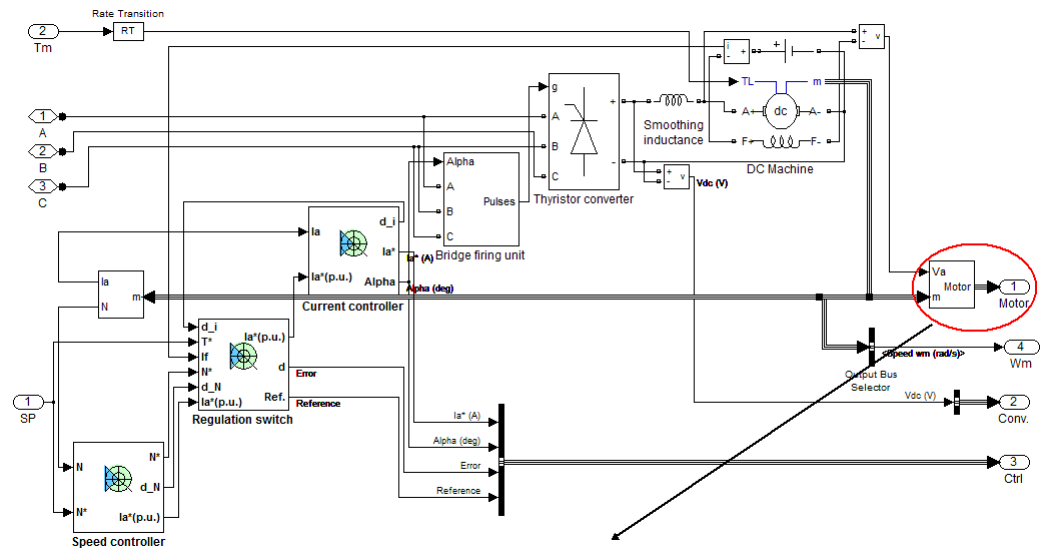 Rate Transition
2
RT
Tm
i
+
-
+
+
-
v
TL
m
g
A
B
C
+
-
Smoothing
inductance
A+
dc
A-
F+
F-
DC Machine
1
A
2
B
3
C
Alpha
A
B
C
Pulses
Thyristor converter
+
-
v
Vdc (V)
Bridge firing unit
Ia
Ia*(p.u.)
d_i
Ia*
Alpha
Ia* (A)
Alpha (deg)
Current controller
Ia
N
m
Va
m
Motor
1
Motor
d_i
T*
If
N*
d_N
Ia*(p.u.)
Ia*(p.u.)
d
Ref.
Error
Reference
Regulation switch
<Speed wm (rad/s)>
Output Bus
Selector
4
Wm
1
SP
Vdc (V)
2
Conv.
Ia* (A)
Alpha (deg)
Error
Reference
3
Ctrl
N
N*
N*
d_N
Ia*(p.u.)
Speed controller